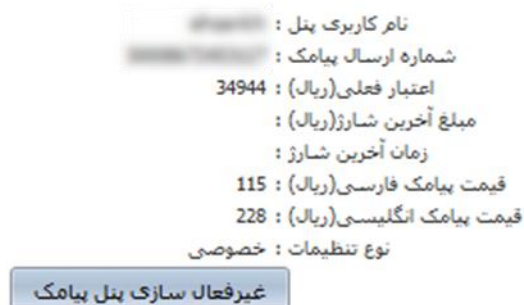 نام کاربری پنل :
شماره ارسال پیامک :
اعتبار فعلی(ریال) : 34944
مبلغ آخرین شارژ(ریال) :
زمان آخرین شارژ :
قیمت پیامک فارسی(ریال) : 115
قیمت پیامک انگلیسی(ریال) : 228
نوع تنظیمات : خصوصی
غیرفعال سازی پنل پیامک